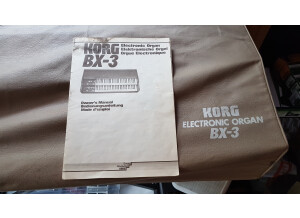 KORG
BX-3
Electronic Organ
Elektronische Orgel
Orgue Electronique
Owner's Manual
Bedienungsanleitung
Mode d'emploi
KORG
ELECTRONIC ORGAN
BX-3